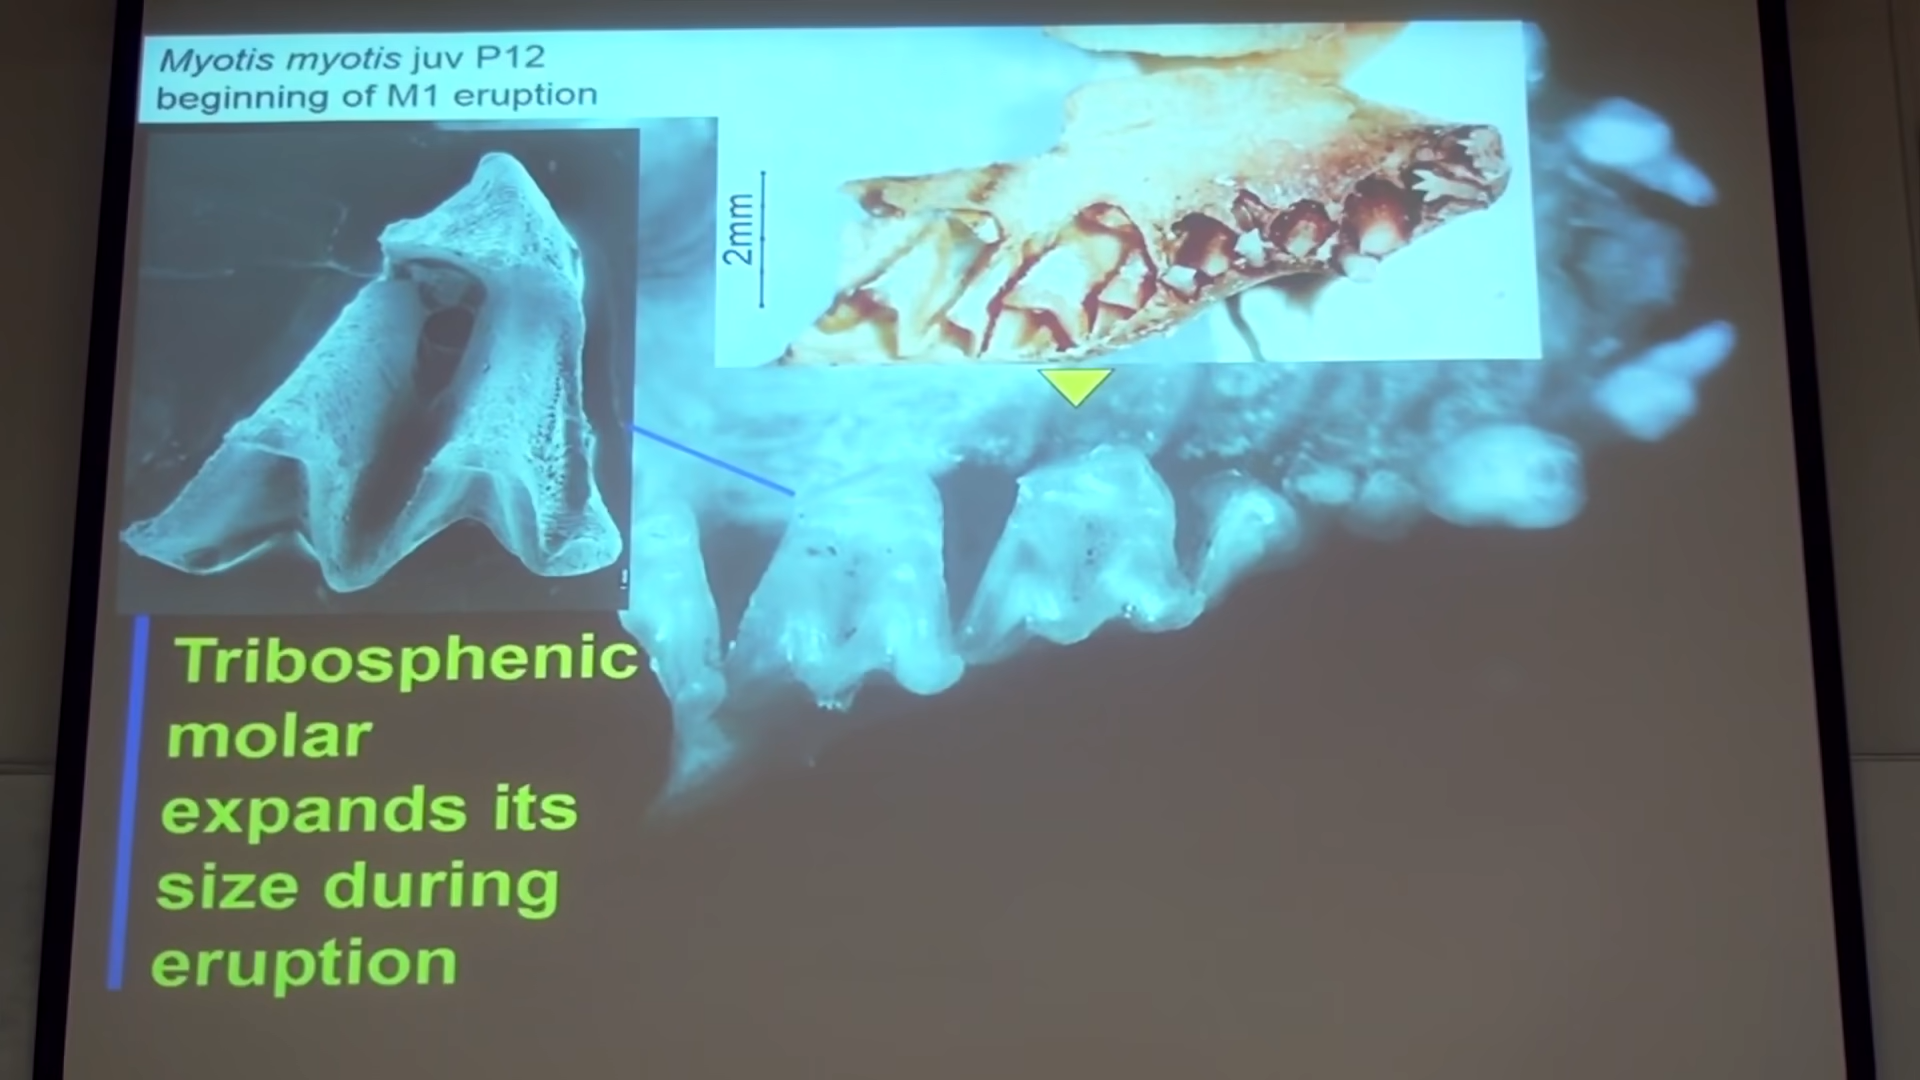 Myotis myotis juv P12
beginning of M1 eruption
2mm
Tribosphenic
molar
expands its
size during
eruption